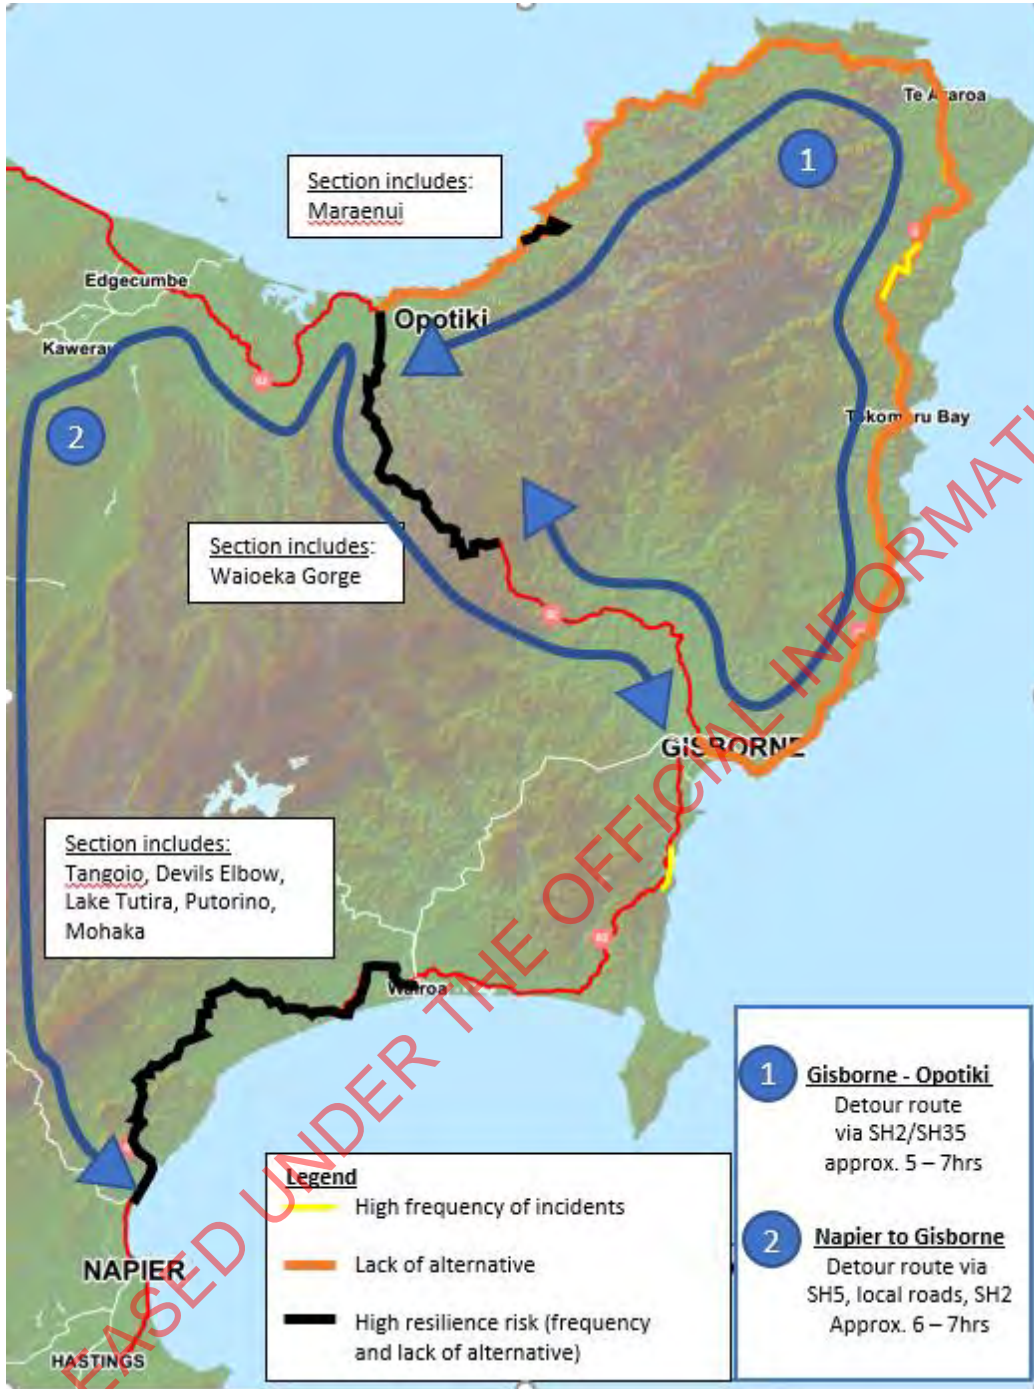 Te Araroa
1
Section includes:
Maraenui
Edgecumbe
Opotiki
Kawerau
2
Tokomaru Bay
Section includes:
Waioeka Gorge
GISBORNE
Section includes:
Tangoio, Devils Elbow,
Lake Tutira, Putorino,
Mohaka
Wairoa
NAPIER
HASTINGS
Legend
High frequency of incidents
Lack of alternative
High resilience risk (frequency
and lack of alternative)
1
Gisborne - Opotiki
Detour route
via SH2/SH35
approx. 5 – 7hrs
2
Napier to Gisborne
Detour route via
SH5, local roads, SH2
Approx. 6 – 7hrs
EASED UNDER THE OFFICIAL INFORMATI